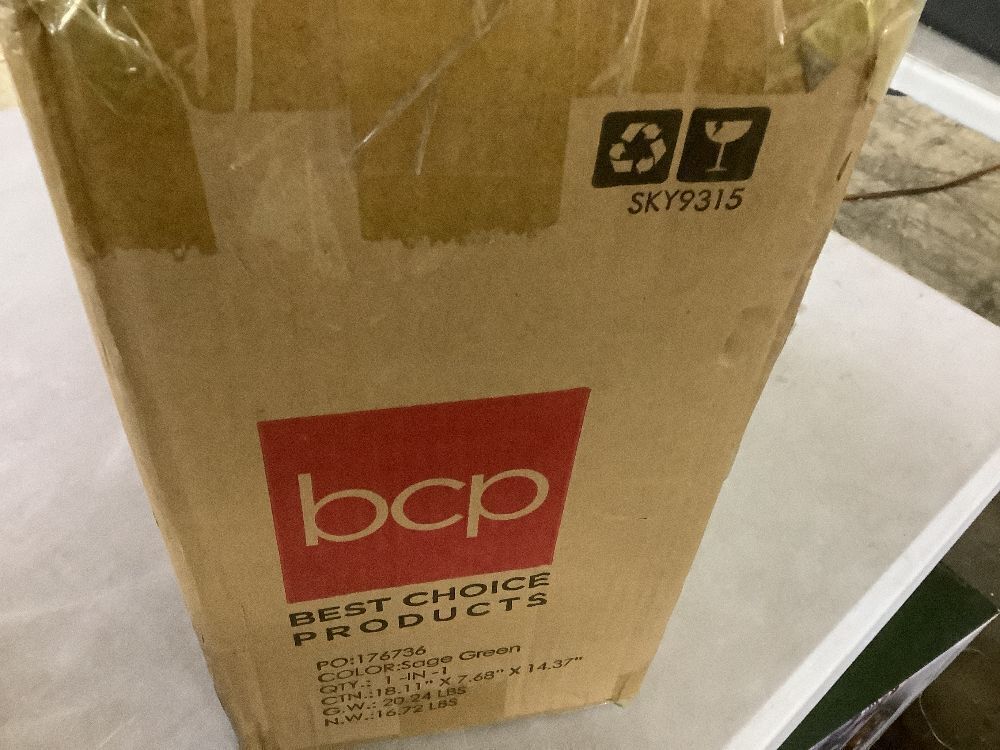 SKY9315
bcp
BEST CHOICE
PRODUCTS
PO:176736
COLOR:Sage Green
QTY.: 1 -IN -1
CTN.:18.11" X 7.68" X 14.37"
G.W.: 20.24 LBS
N.W.:16.72 LBS